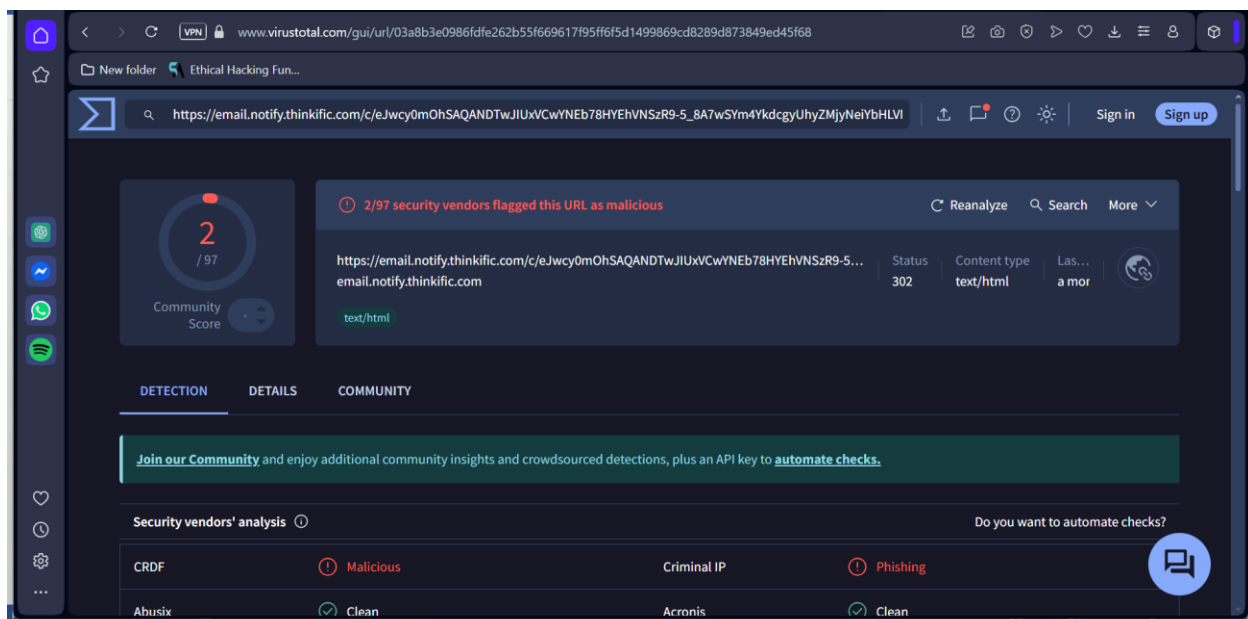 VPN www.virustotal.com/gui/url/03a8b3e0986fdfe262b55f669617f95ff6f5d1499869cd8289d873849ed45f68
New folder Ethical Hacking Fun...
https://email.notify.thinkific.com/c/eJwcy0mOhSAQANDTwJIUxVCwYNEb78HYEhVNSzR9-5_8A7wSYm4YkdcgyUhyZMjyNeiYbHLVI Sign in Sign up
2/97 security vendors flagged this URL as malicious Reanalyze Search More
2
/ 97
Community
Score
https://email.notify.thinkific.com/c/eJwcy0mOhSAQANDTwJIUxVCwYNEb78HYEhVNSzR9-5... Status Content type Las...
email.notify.thinkific.com 302 text/html a mor
text/html
DETECTION DETAILS COMMUNITY
Join our Community and enjoy additional community insights and crowdsourced detections, plus an API key to automate checks.
Security vendors' analysis Do you want to automate checks?
CRDF Malicious Criminal IP Phishing
Abusix Clean Acronis Clean